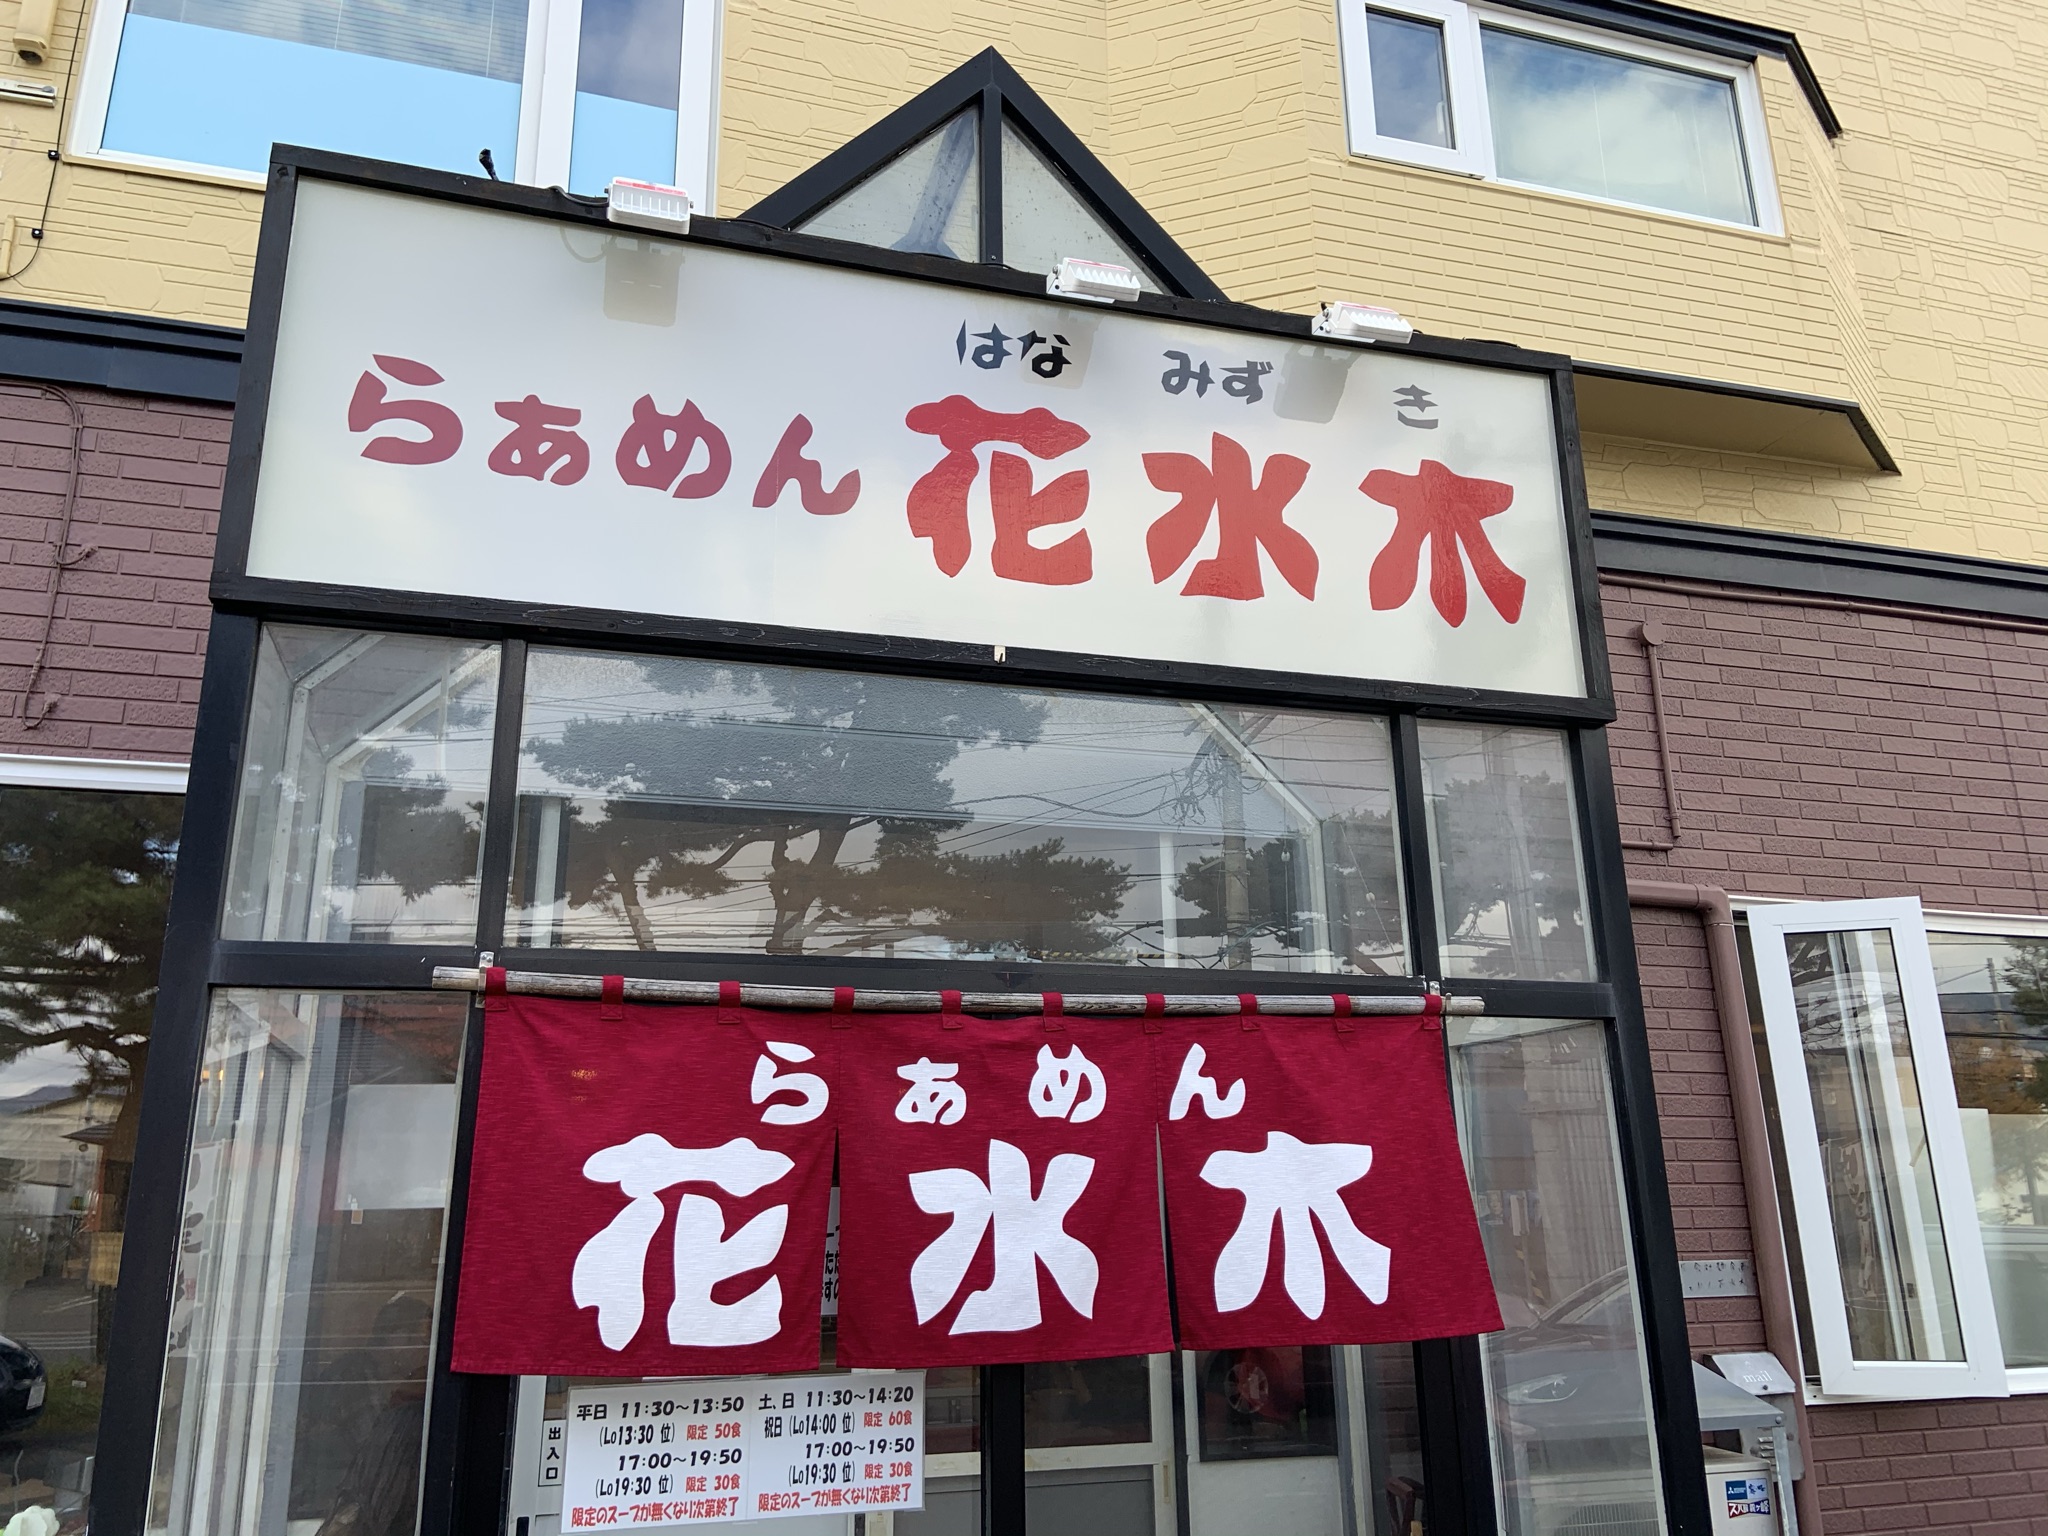 はな みずき
らぁめん 花水木
らぁめん
花水木
出入口
平日 11:30～13:50
(Lo13:30 位) 限定 50食
17:00～19:50
(Lo19:30 位) 限定 30食
限定のスープが無くなり次第終了
土、日 11:30～14:20
祝日 (Lo14:00 位) 限定 60食
17:00～19:50
(Lo19:30 位) 限定 30食
限定のスープが無くなり次第終了
mail